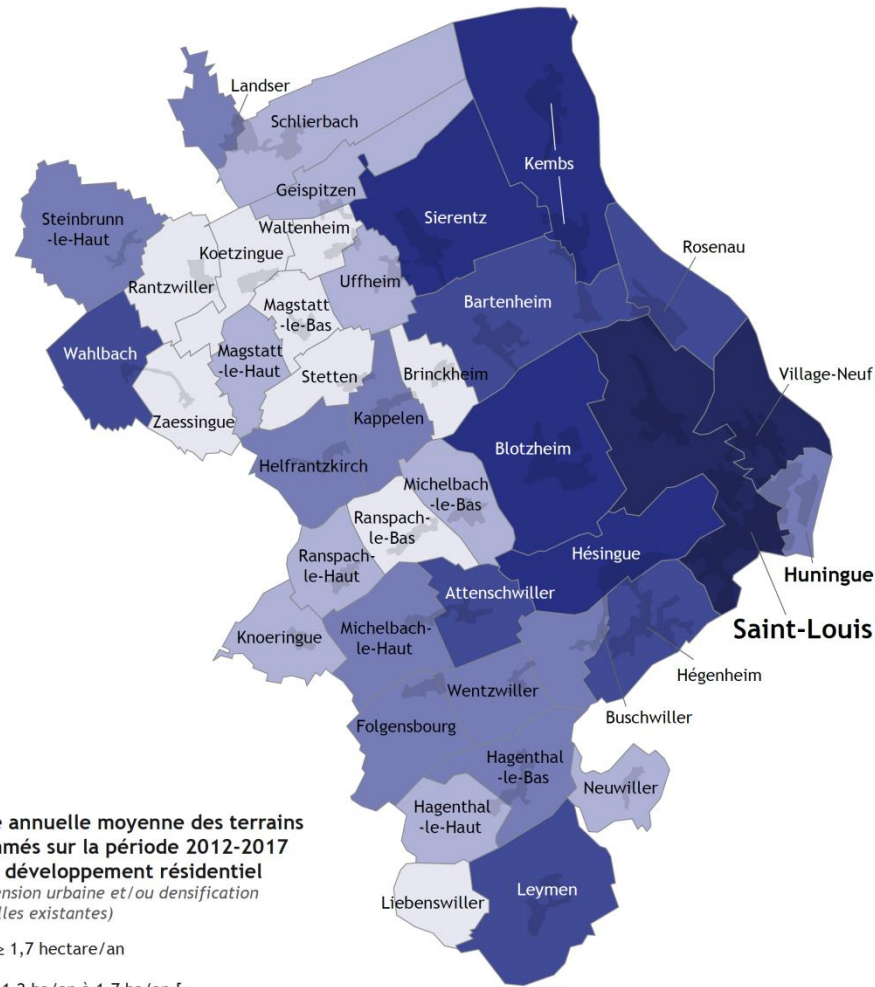 Landser
Schlierbach
Kembs
Geispitzen
Steinbrunn
-le-Haut
Sierentz
Waltenheim
Koetzingue
Rosenau
Uffheim
Rantzwiller
Bartenheim
Magstatt
-le-Bas
Wahlbach
Magstatt
-le-Haut
Stetten
Brinckheim
Village-Neuf
Zaessingue
Kappelen
Blotzheim
Helfrantzkirch
Michelbach
-le-Bas
Ranspach-
le-Bas
Hésingue
Ranspach-
le-Haut
Huningue
Attenschwiller
Saint-Louis
Knoeringue
Michelbach-
le-Haut
Hégenheim
Wentzwiller
Buschwiller
Folgensbourg
Hagenthal
-le-Bas
Neuwiller
Hagenthal
-le-Haut
Leymen
Liebenswiller
annuelle moyenne des terrains
sur la période 2012-2017
développement résidentiel
urbaine et/ou densification
existantes)
≥ 1,7 hectare/an